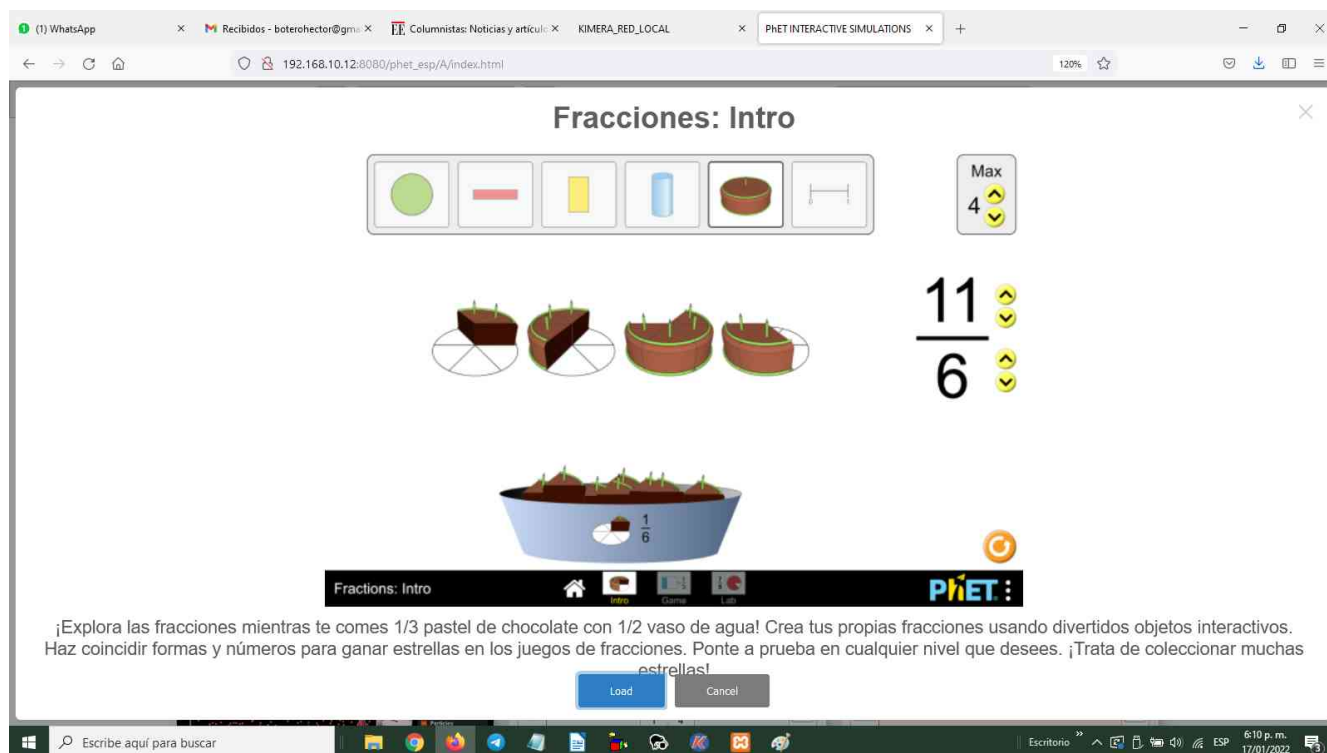 (1) WhatsApp
Recibidos - boterohector@gma
EE Columnistas: Noticias y artícul
KIMERA_RED_LOCAL
PhET INTERACTIVE SIMULATIONS
192.168.10.12:8080/phet_esp/A/index.html
120%
Fracciones: Intro
Max
4
11
6
1
6
Fractions: Intro
Intro
Game
Lab
PhET
¡Explora las fracciones mientras te comes 1/3 pastel de chocolate con 1/2 vaso de agua! Crea tus propias fracciones usando divertidos objetos interactivos.
Haz coincidir formas y números para ganar estrellas en los juegos de fracciones. Ponte a prueba en cualquier nivel que desees. ¡Trata de coleccionar muchas
estrellas!
Load
Cancel
Escribe aquí para buscar
Escritorio
ESP
6:10 p. m.
17/01/2022